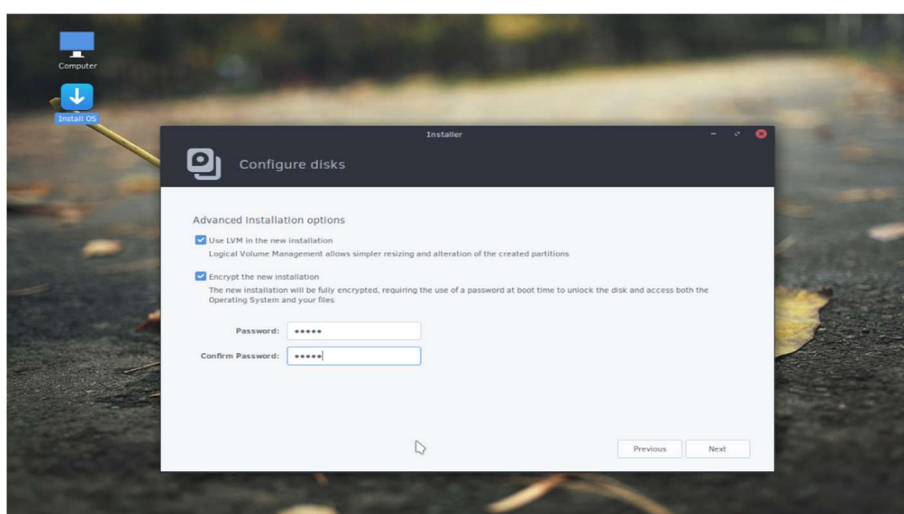 Computer
Install OS
Installer
Configure disks
Advanced Installation options
Use LVM in the new installation
Logical Volume Management allows simpler resizing and alteration of the created partitions
Encrypt the new installation
The new installation will be fully encrypted, requiring the use of a password at boot time to unlock the disk and access both the
Operating System and your files
Password: •••••
Confirm Password: •••••
Previous Next